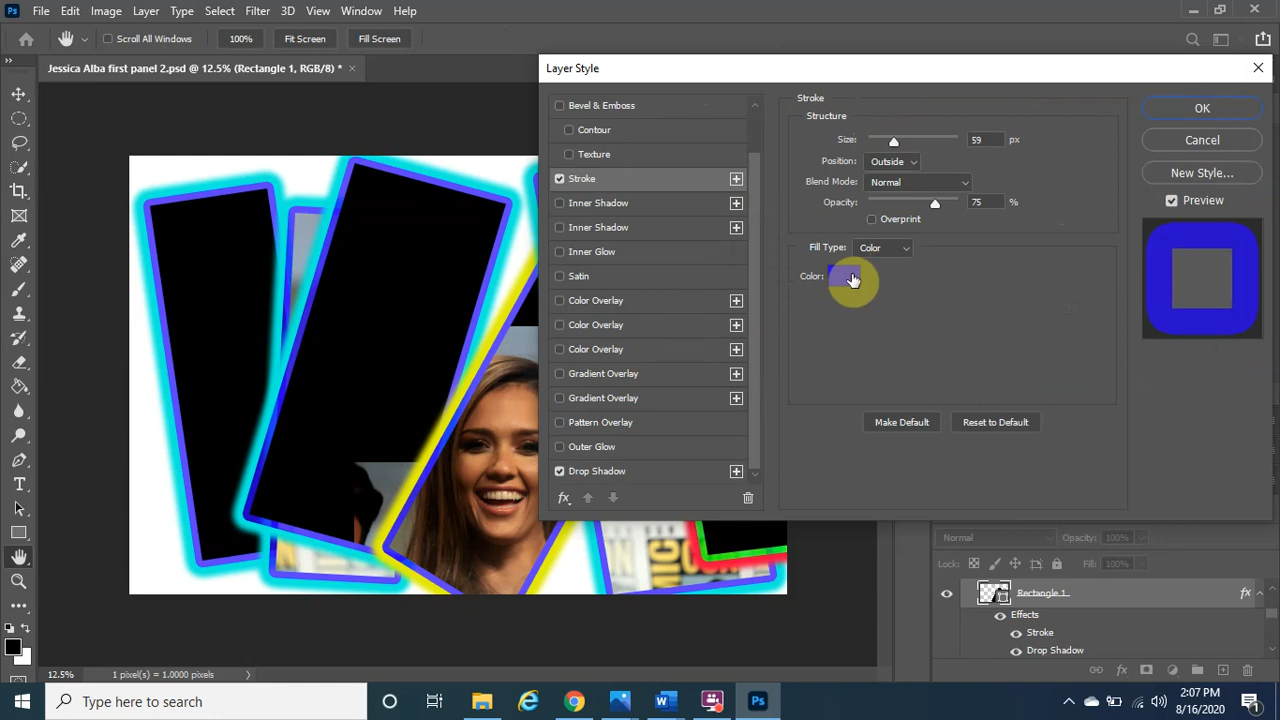 Ps File Edit Image Layer Type Select Filter 3D View Window Help
Scroll All Windows 100% Fit Screen Fill Screen
Jessica Alba first panel 2.psd @ 12.5% (Rectangle 1, RGB/8) *
Layer Style
Bevel & Emboss
Contour
Texture
Stroke
Inner Shadow
Inner Shadow
Inner Glow
Satin
Color Overlay
Color Overlay
Color Overlay
Gradient Overlay
Gradient Overlay
Pattern Overlay
Outer Glow
Drop Shadow
fx
Stroke
Structure
Size: 59 px
Position: Outside
Blend Mode: Normal
Opacity: 75 %
Overprint
Fill Type: Color
Color:
Make Default Reset to Default
OK
Cancel
New Style...
Preview
Normal Opacity: 100%
Lock: Fill: 100%
Rectangle 1 fx
Effects
Stroke
Drop Shadow
fx
12.5% 1 pixel(s) = 1.0000 pixels
Type here to search
Ps
2:07 PM
8/16/2020
1